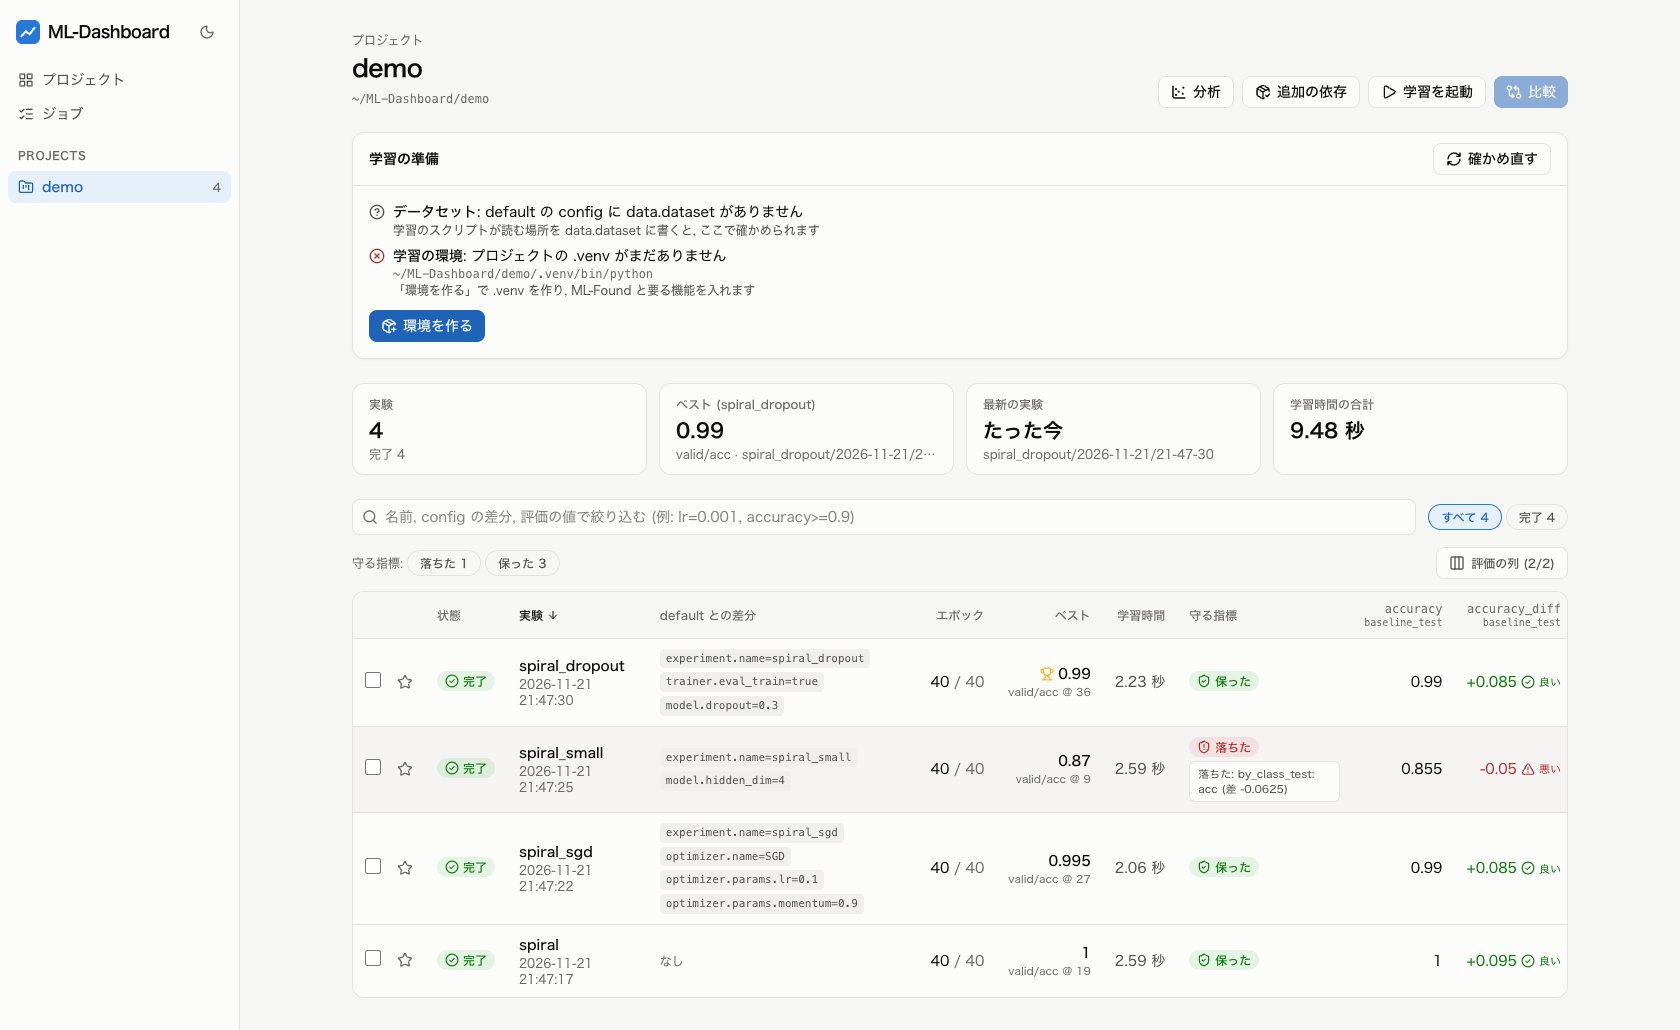 ML-Dashboard
プロジェクト
ジョブ
PROJECTS
demo 4
プロジェクト
demo
~/ML-Dashboard/demo
分析
追加の依存
学習を起動
比較
学習の準備
確かめ直す
データセット: default の config に data.dataset がありません
学習のスクリプトが読む場所を data.dataset に書くと, ここで確かめられます
学習の環境: プロジェクトの .venv がまだありません
~/ML-Dashboard/demo/.venv/bin/python
「環境を作る」で .venv を作り, ML-Found と要る機能を入れます
環境を作る
実験
4
完了 4
ベスト (spiral_dropout)
0.99
valid/acc · spiral_dropout/2026-11-21/2…
最新の実験
たった今
spiral_dropout/2026-11-21/21-47-30
学習時間の合計
9.48 秒
名前, config の差分, 評価の値で絞り込む (例: lr=0.001, accuracy>=0.9)
すべて 4
完了 4
守る指標:
落ちた 1
保った 3
評価の列 (2/2)
状態
実験 ↓
default との差分
エポック
ベスト
学習時間
守る指標
accuracy
baseline_test
accuracy_diff
baseline_test
完了
spiral_dropout
2026-11-21
21:47:30
experiment.name=spiral_dropout
trainer.eval_train=true
model.dropout=0.3
40 / 40
0.99
valid/acc @ 36
2.23 秒
保った
0.99
+0.085 良い
完了
spiral_small
2026-11-21
21:47:25
experiment.name=spiral_small
model.hidden_dim=4
40 / 40
0.87
valid/acc @ 9
2.59 秒
落ちた
落ちた: by_class_test:
acc (差 -0.0625)
0.855
-0.05 悪い
完了
spiral_sgd
2026-11-21
21:47:22
experiment.name=spiral_sgd
optimizer.name=SGD
optimizer.params.lr=0.1
optimizer.params.momentum=0.9
40 / 40
0.995
valid/acc @ 27
2.06 秒
保った
0.99
+0.085 良い
完了
spiral
2026-11-21
21:47:17
なし
40 / 40
1
valid/acc @ 19
2.59 秒
保った
1
+0.095 良い